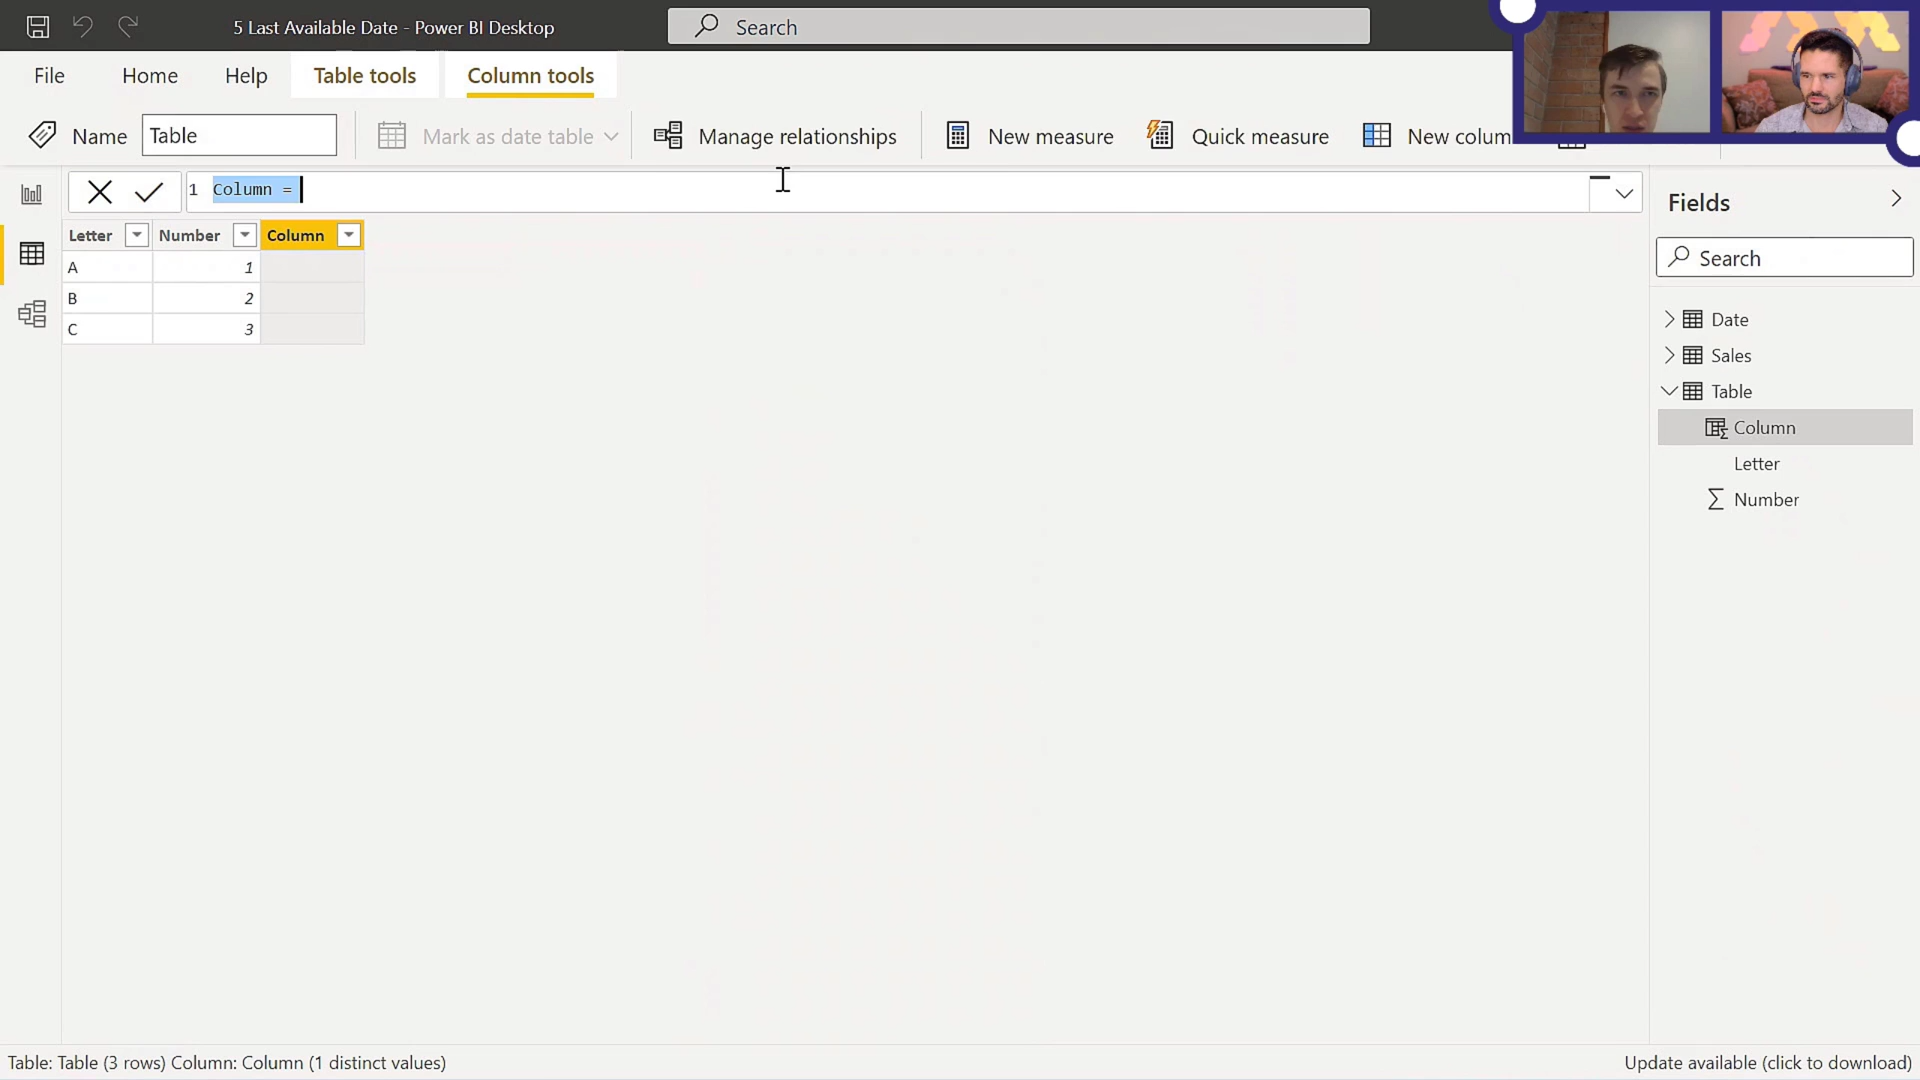 5 Last Available Date - Power BI Desktop
Search
File
Home
Help
Table tools
Column tools
Name
Table
Mark as date table
Manage relationships
New measure
Quick measure
New colum
1 Column =
Letter
Number
Column
A
1
B
2
C
3
Fields
Search
Date
Sales
Table
Column
Letter
Number
Table: Table (3 rows) Column: Column (1 distinct values)
Update available (click to download)